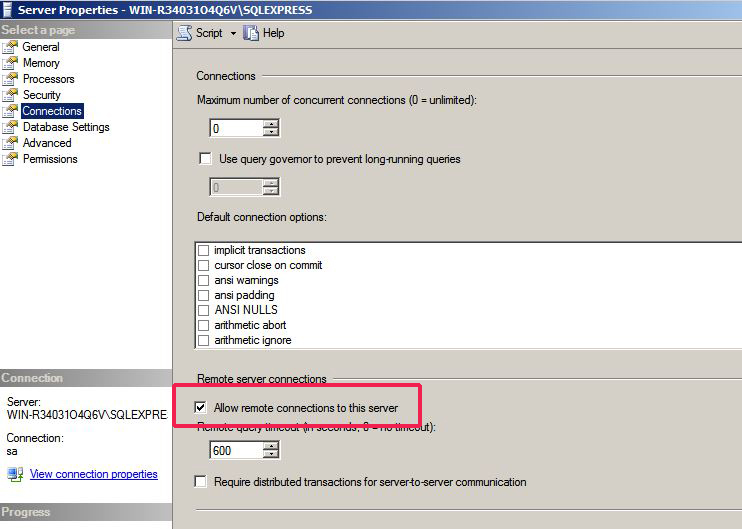 Server Properties - WIN-R34031O4Q6V\SQLEXPRESS
Select a page
General
Memory
Processors
Security
Connections
Database Settings
Advanced
Permissions
Script
Help
Connections
Maximum number of concurrent connections (0 = unlimited):
0
Use query governor to prevent long-running queries
0
Default connection options:
implicit transactions
cursor close on commit
ansi warnings
ansi padding
ANSI NULLS
arithmetic abort
arithmetic ignore
Remote server connections
Allow remote connections to this server
Remote query timeout (in seconds, 0 = no timeout):
600
Require distributed transactions for server-to-server communication
Connection
Server:
WIN-R34031O4Q6V\SQLEXPRE
Connection:
sa
View connection properties
Progress